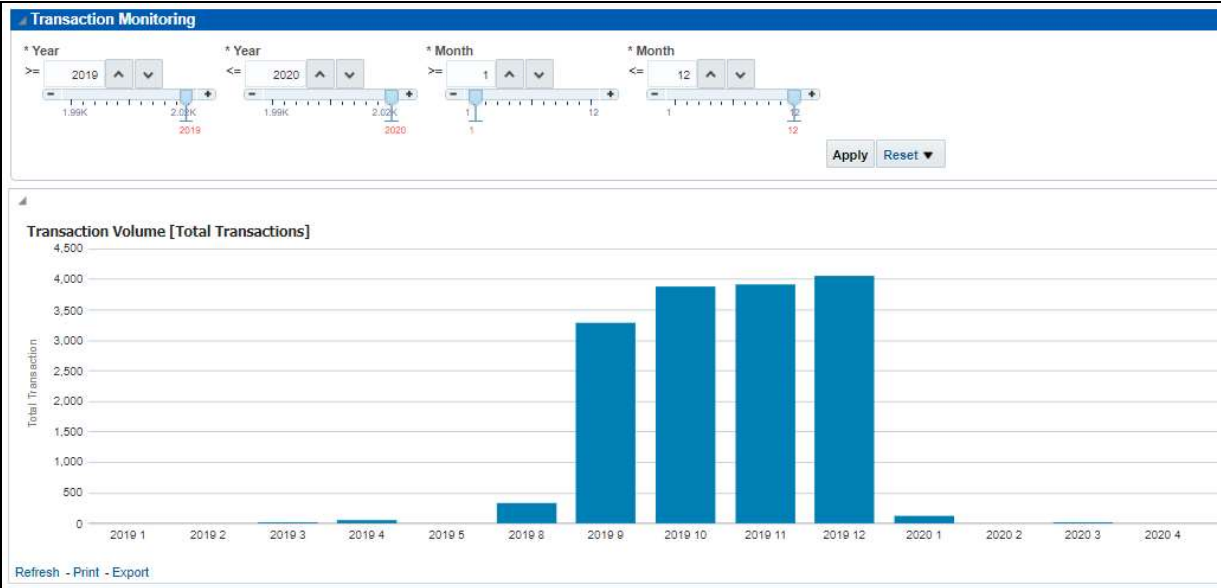 Transaction Monitoring
* Year * Year * Month * Month
>= 2019 <= 2020 >= 1 <= 12
- + - + - + - +
1.99K 2.02K 1.99K 2.02K 1 12 1 12
2019 2020 1 12
Apply Reset
Transaction Volume [Total Transactions]
4,500
4,000
3,500
3,000
2,500
2,000
1,500
1,000
500
0
Total Transaction
2019 1 2019 2 2019 3 2019 4 2019 5 2019 8 2019 9 2019 10 2019 11 2019 12 2020 1 2020 2 2020 3 2020 4
Refresh - Print - Export